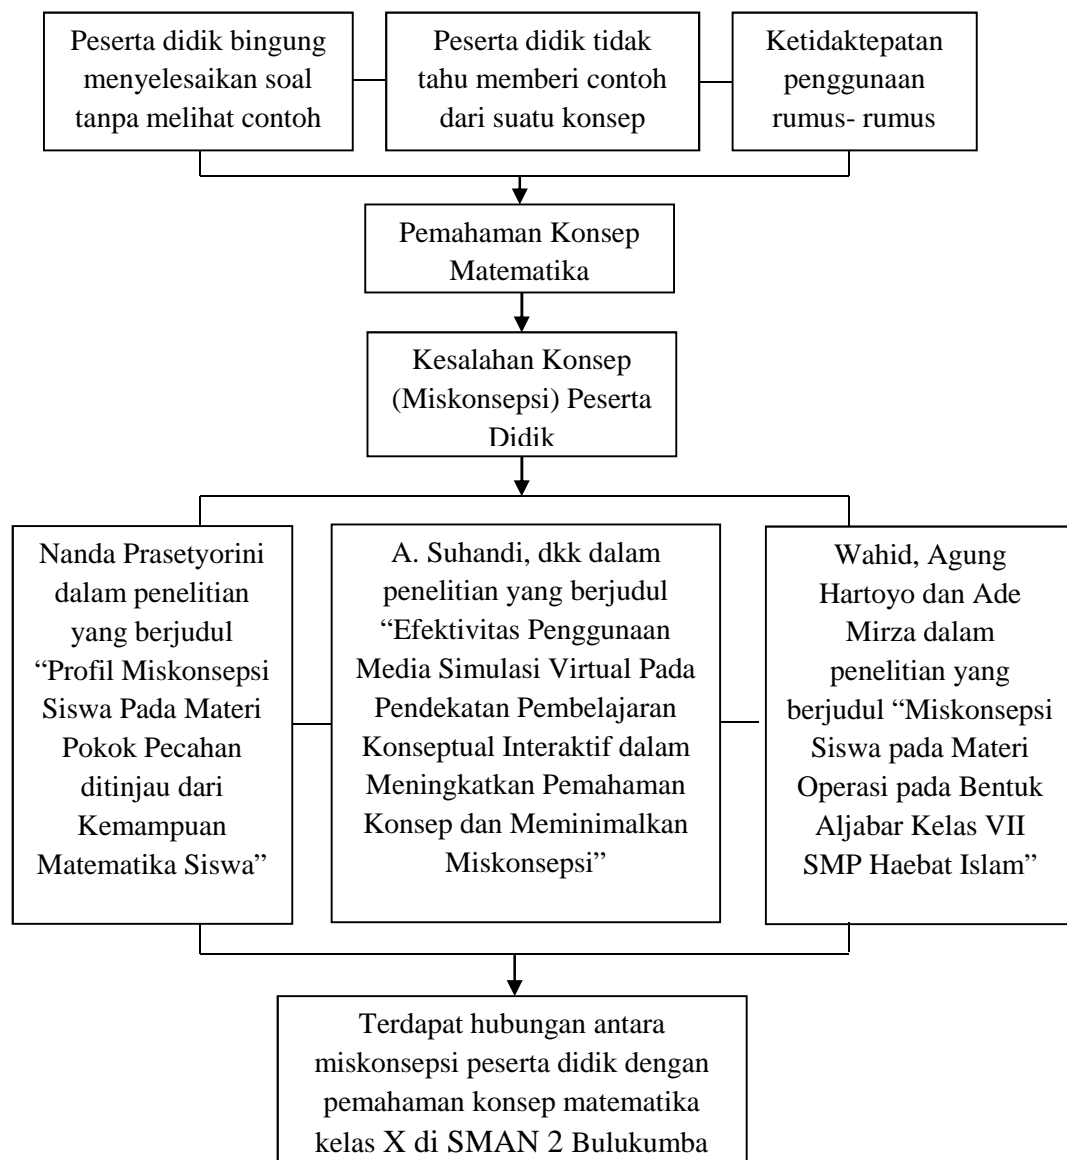 Peserta didik bingung
menyelesaikan soal
tanpa melihat contoh
Peserta didik tidak
tahu memberi contoh
dari suatu konsep
Ketidaktepatan
penggunaan
rumus- rumus
Pemahaman Konsep
Matematika
Kesalahan Konsep
(Miskonsepsi) Peserta
Didik
Nanda Prasetyorini
dalam penelitian
yang berjudul
“Profil Miskonsepsi
Siswa Pada Materi
Pokok Pecahan
ditinjau dari
Kemampuan
Matematika Siswa”
A. Suhandi, dkk dalam
penelitian yang berjudul
“Efektivitas Penggunaan
Media Simulasi Virtual Pada
Pendekatan Pembelajaran
Konseptual Interaktif dalam
Meningkatkan Pemahaman
Konsep dan Meminimalkan
Miskonsepsi”
Wahid, Agung
Hartoyo dan Ade
Mirza dalam
penelitian yang
berjudul “Miskonsepsi
Siswa pada Materi
Operasi pada Bentuk
Aljabar Kelas VII
SMP Haebat Islam”
Terdapat hubungan antara
miskonsepsi peserta didik dengan
pemahaman konsep matematika
kelas X di SMAN 2 Bulukumba